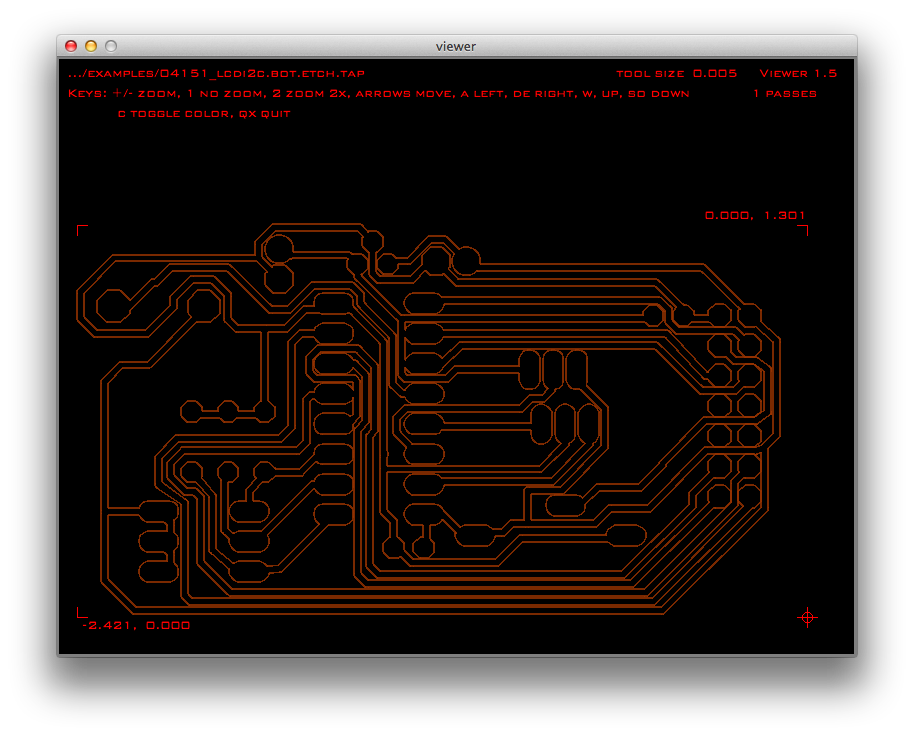 viewer
.../EXAMPLES/04151_LCDI2C.BOT.ETCH.TAP TOOL SIZE 0.005 VIEWER 1.5
KEYS: +/- ZOOM, 1 NO ZOOM, 2 ZOOM 2X, ARROWS MOVE, A LEFT, DE RIGHT, W, UP, SO DOWN 1 PASSES
C TOGGLE COLOR, QX QUIT
0.000, 1.301
-2.421, 0.000